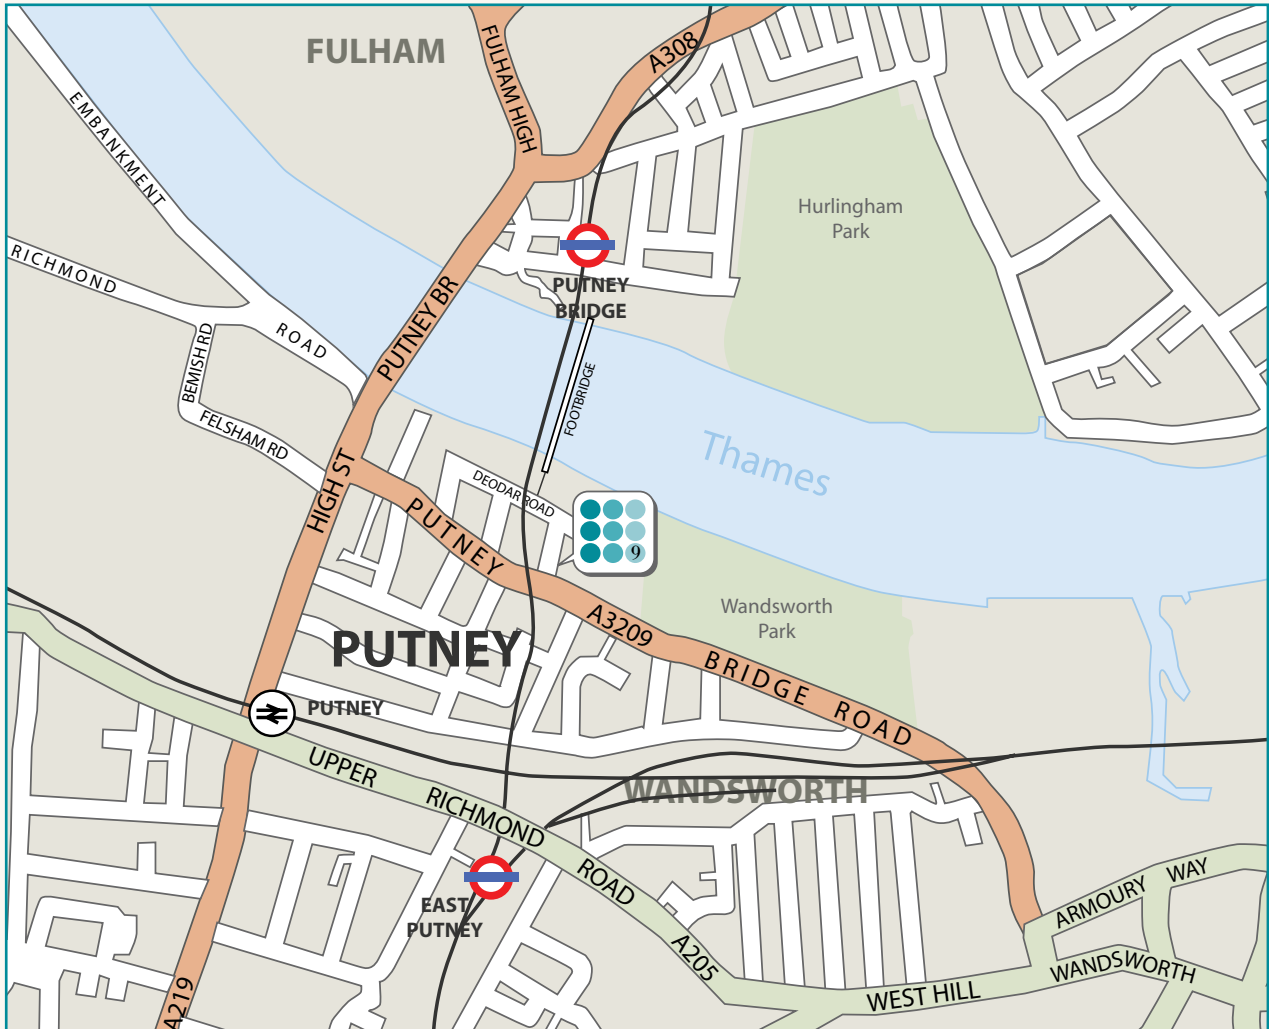 FULHAM
FULHAM HIGH
A308
EMBANKMENT
Hurlingham
Park
RICHMOND
ROAD
PUTNEY BR
PUTNEY
BRIDGE
BEMISH RD
FELSHAM RD
FOOTBRIDGE
Thames
HIGH ST
DEODAR ROAD
PUTNEY
9
A3209
BRIDGE ROAD
Wandsworth
Park
PUTNEY
PUTNEY
UPPER
RICHMOND
ROAD
WANDSWORTH
EAST
PUTNEY
A205
ARMOURY WAY
WANDSWORTH
WEST HILL
A219